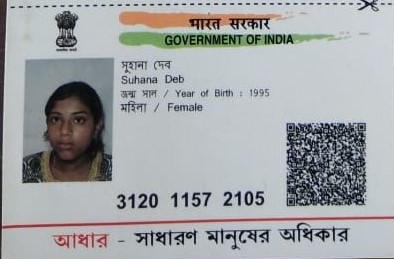 भारत सरकार
GOVERNMENT OF INDIA
সুহানা দেব
Suhana Deb
জন্ম সাল / Year of Birth : 1995
মহিলা / Female
3120 1157 2105
আধার - সাধারণ মানুষের অধিকার